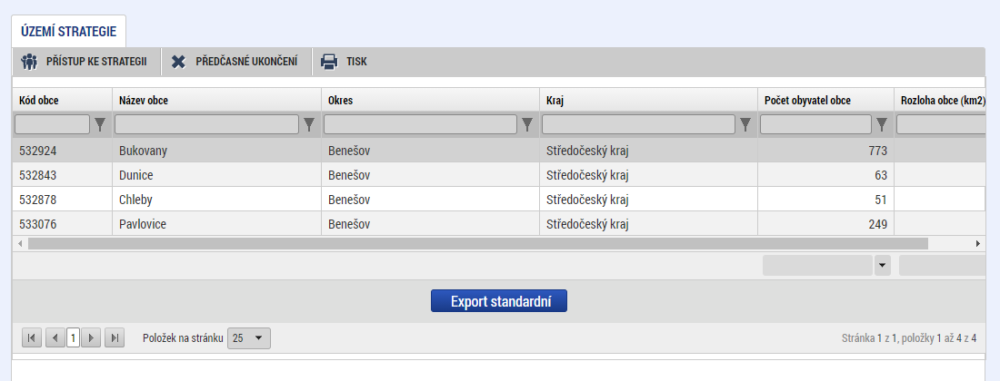 ÚZEMÍ STRATEGIE
PŘÍSTUP KE STRATEGII PŘEDČASNÉ UKONČENÍ TISK
Kód obce Název obce Okres Kraj Počet obyvatel obce Rozloha obce (km2)
532924 Bukovany Benešov Středočeský kraj 773
532843 Dunice Benešov Středočeský kraj 63
532878 Chleby Benešov Středočeský kraj 51
533076 Pavlovice Benešov Středočeský kraj 249
Export standardní
1 Položek na stránku 25 Stránka 1 z 1, položky 1 až 4 z 4